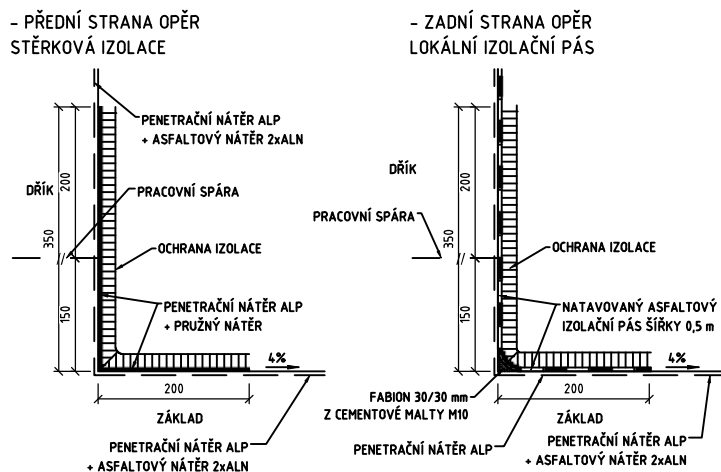 - PŘEDNÍ STRANA OPĚR
STĚRKOVÁ IZOLACE
PENETRAČNÍ NÁTĚR ALP
+ ASFALTOVÝ NÁTĚR 2xALN
DŘÍK
200
350
PRACOVNÍ SPÁRA
OCHRANA IZOLACE
150
PENETRAČNÍ NÁTĚR ALP
+ PRUŽNÝ NÁTĚR
4%
200
ZÁKLAD
PENETRAČNÍ NÁTĚR ALP
+ ASFALTOVÝ NÁTĚR 2xALN
- ZADNÍ STRANA OPĚR
LOKÁLNÍ IZOLAČNÍ PÁS
DŘÍK
200
350
PRACOVNÍ SPÁRA
OCHRANA IZOLACE
150
NATAVOVANÝ ASFALTOVÝ
IZOLAČNÍ PÁS ŠÍŘKY 0,5 m
4%
200
FABION 30/30 mm
Z CEMENTOVÉ MALTY M10
ZÁKLAD
PENETRAČNÍ NÁTĚR ALP
PENETRAČNÍ NÁTĚR ALP
+ ASFALTOVÝ NÁTĚR 2xALN